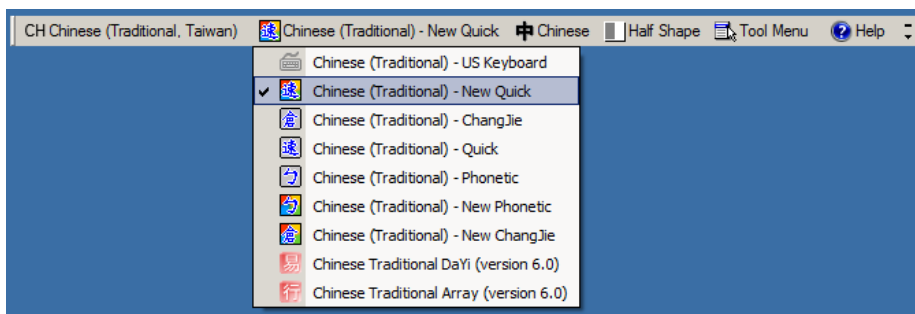 CH Chinese (Traditional, Taiwan) 速 Chinese (Traditional) - New Quick 中 Chinese Half Shape Tool Menu Help
Chinese (Traditional) - US Keyboard
速 Chinese (Traditional) - New Quick
倉 Chinese (Traditional) - ChangJie
速 Chinese (Traditional) - Quick
ㄅ Chinese (Traditional) - Phonetic
ㄅ Chinese (Traditional) - New Phonetic
倉 Chinese (Traditional) - New ChangJie
易 Chinese Traditional DaYi (version 6.0)
行 Chinese Traditional Array (version 6.0)